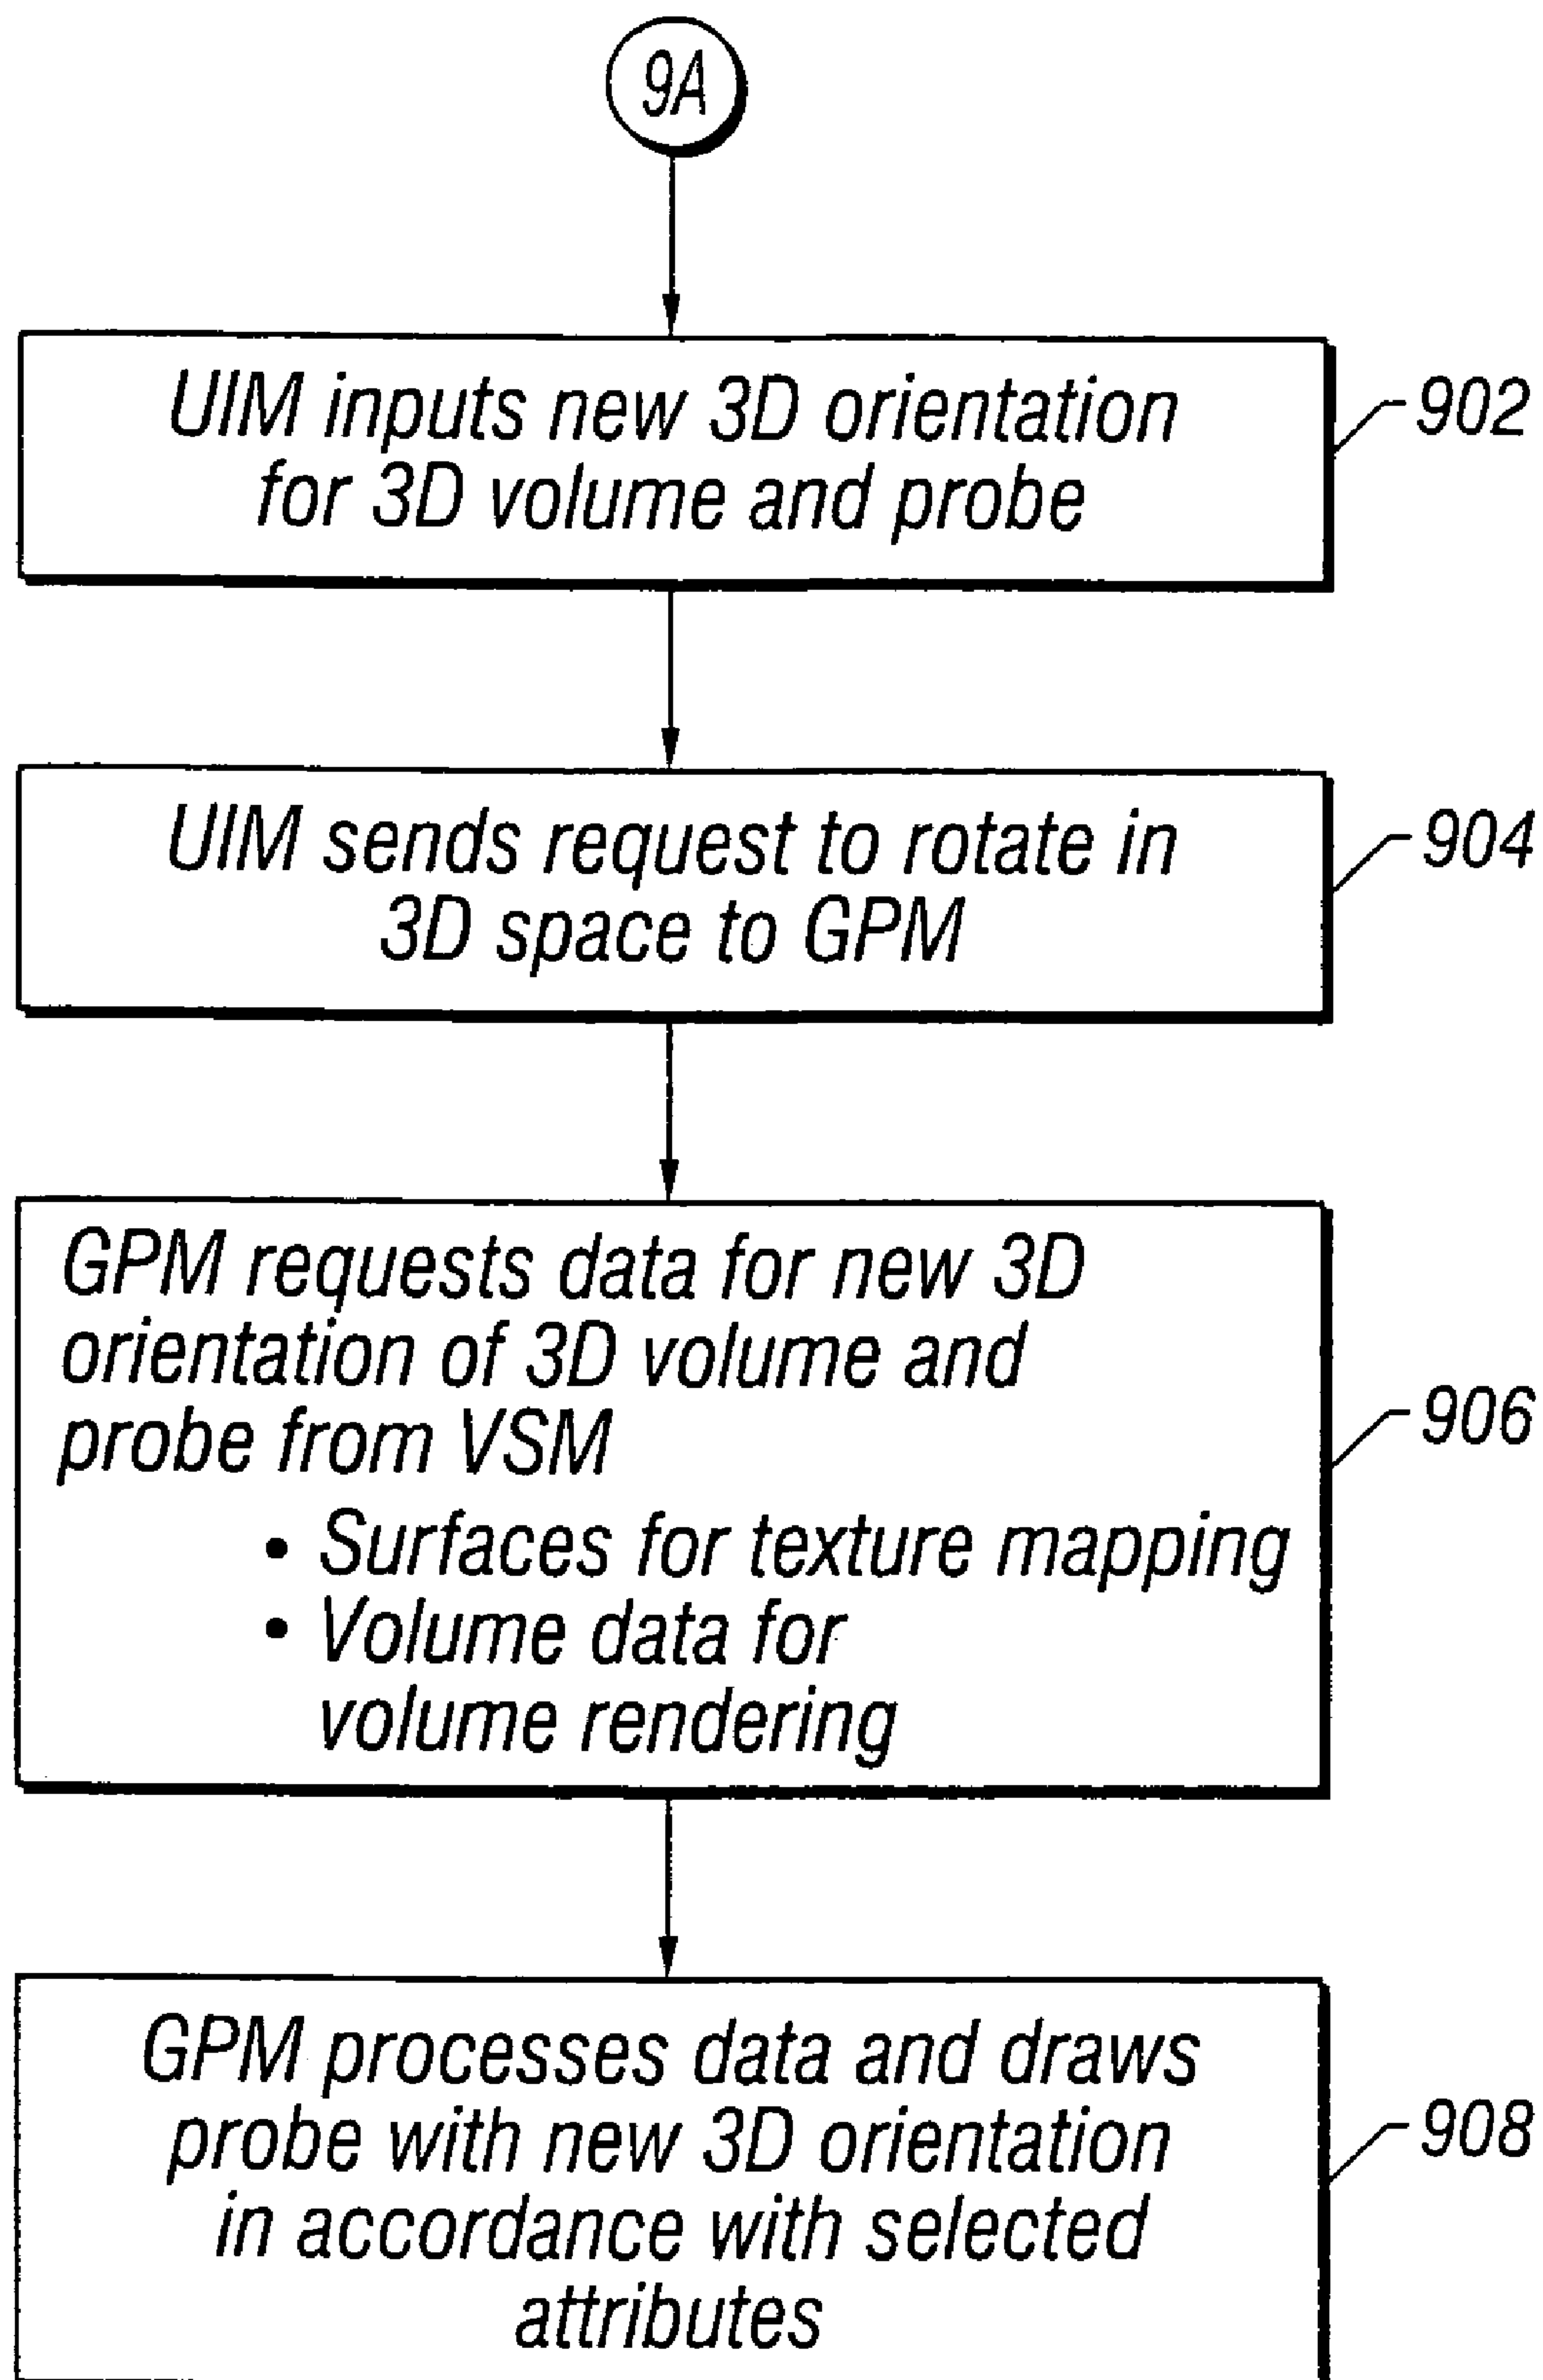 9A
UIM inputs new 3D orientation
for 3D volume and probe
902
UIM sends request to rotate in
3D space to GPM
904
GPM requests data for new 3D
orientation of 3D volume and
probe from VSM
• Surfaces for texture mapping
• Volume data for
volume rendering
906
GPM processes data and draws
probe with new 3D orientation
in accordance with selected
attributes
908